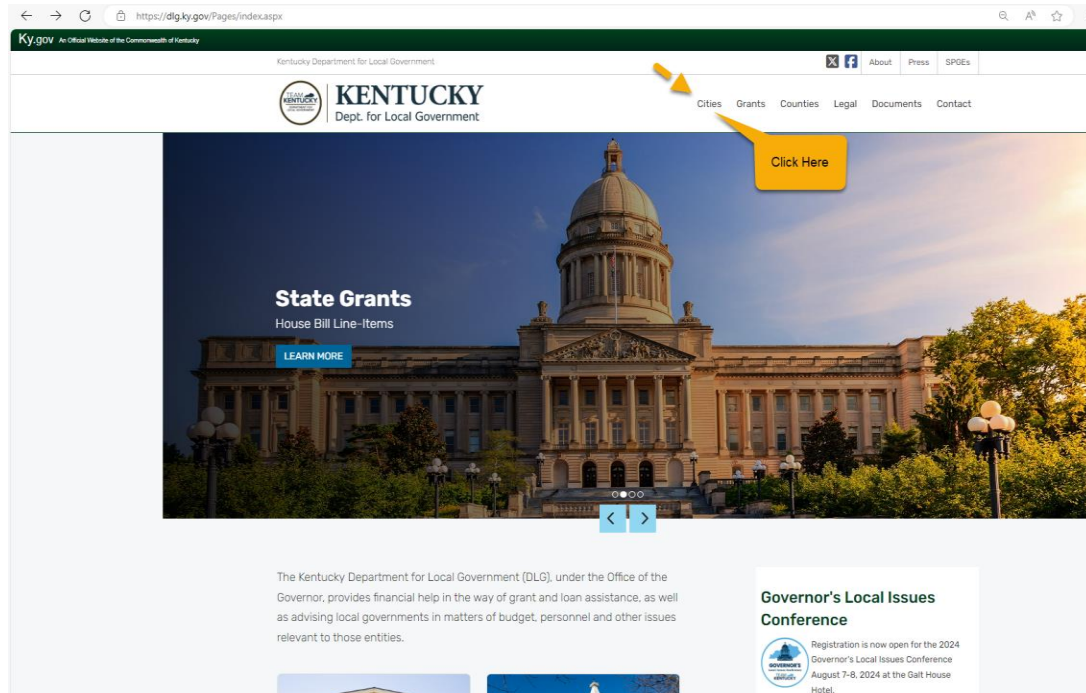 https://dlg.ky.gov/Pages/index.aspx
Ky.gov An Official Website of the Commonwealth of Kentucky
Kentucky Department for Local Government
About Press SPGEs
TEAM
KENTUCKY
KENTUCKY
Dept. for Local Government
Cities Grants Counties Legal Documents Contact
Click Here
State Grants
House Bill Line-Items
LEARN MORE
The Kentucky Department for Local Government (DLG), under the Office of the
Governor, provides financial help in the way of grant and loan assistance, as well
as advising local governments in matters of budget, personnel and other issues
relevant to those entities.
Governor's Local Issues
Conference
GOVERNOR'S
Registration is now open for the 2024
Governor's Local Issues Conference
August 7-8, 2024 at the Galt House
Hotel.